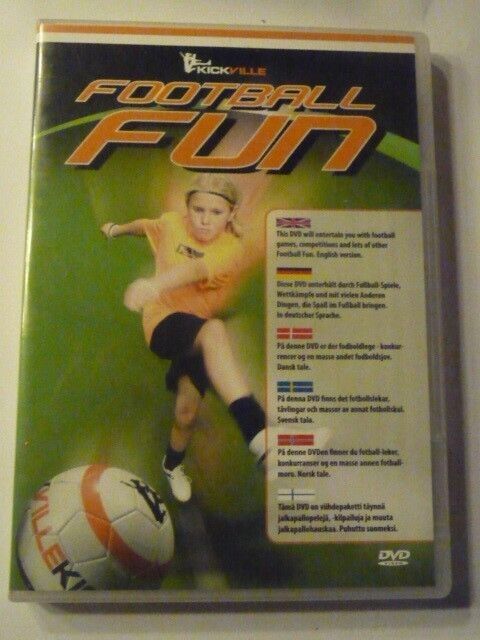 KICKVILLE
FOOTBALL
FUN
This DVD will entertain you with football
games, competitions and lots of other
Football Fun. English version.
Diese DVD unterhält durch Fußball-Spiele,
Wettkämpfe und mit vielen Anderen
Dingen, die Spaß im Fußball bringen.
In deutscher Sprache.
På denne DVD er der fodboldlege - konkur-
rencer og en masse andet fodboldsjov.
Dansk tale.
På denna DVD finns det fotbollslekar,
tävlingar och massor av annat fotbollskul.
Svensk tala.
På denne DVDen finner du fotball-leker,
konkurranser og en masse annen fotball-
moro. Norsk tale.
Tämä DVD on viihdepaketti täynnä
jalkapallopelejä, -kilpailuja ja muuta
jalkapallohauskaa. Puhuttu suomeksi.
DVD
VIDEO
VILLE
KI